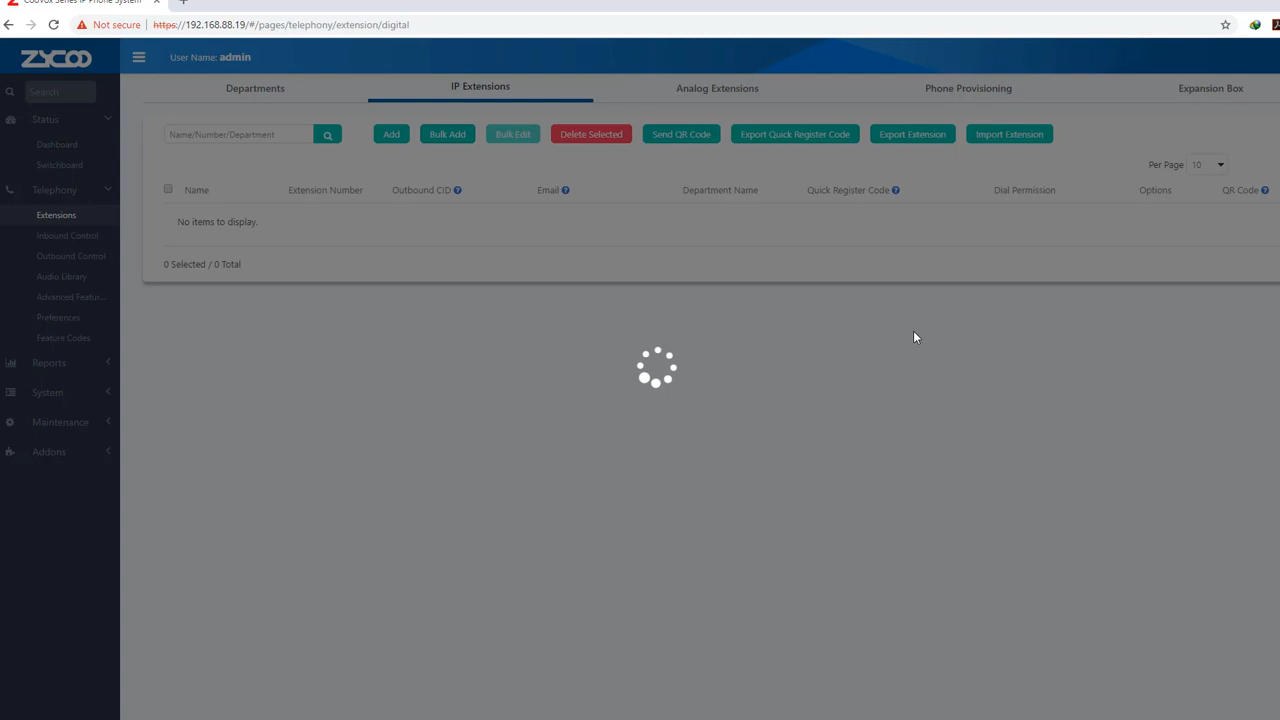 CooVox Series IP Phone System
Not secure
https://192.168.88.19/#/pages/telephony/extension/digital
ZYCOO
User Name: admin
Search
Status
Dashboard
Switchboard
Telephony
Extensions
Inbound Control
Outbound Control
Audio Library
Advanced Featur...
Preferences
Feature Codes
Reports
System
Maintenance
Addons
Departments
IP Extensions
Analog Extensions
Phone Provisioning
Expansion Box
Name/Number/Department
Add
Bulk Add
Bulk Edit
Delete Selected
Send QR Code
Export Quick Register Code
Export Extension
Import Extension
Per Page 10
Name Extension Number Outbound CID Email Department Name Quick Register Code Dial Permission Options QR Code
No items to display.
0 Selected / 0 Total